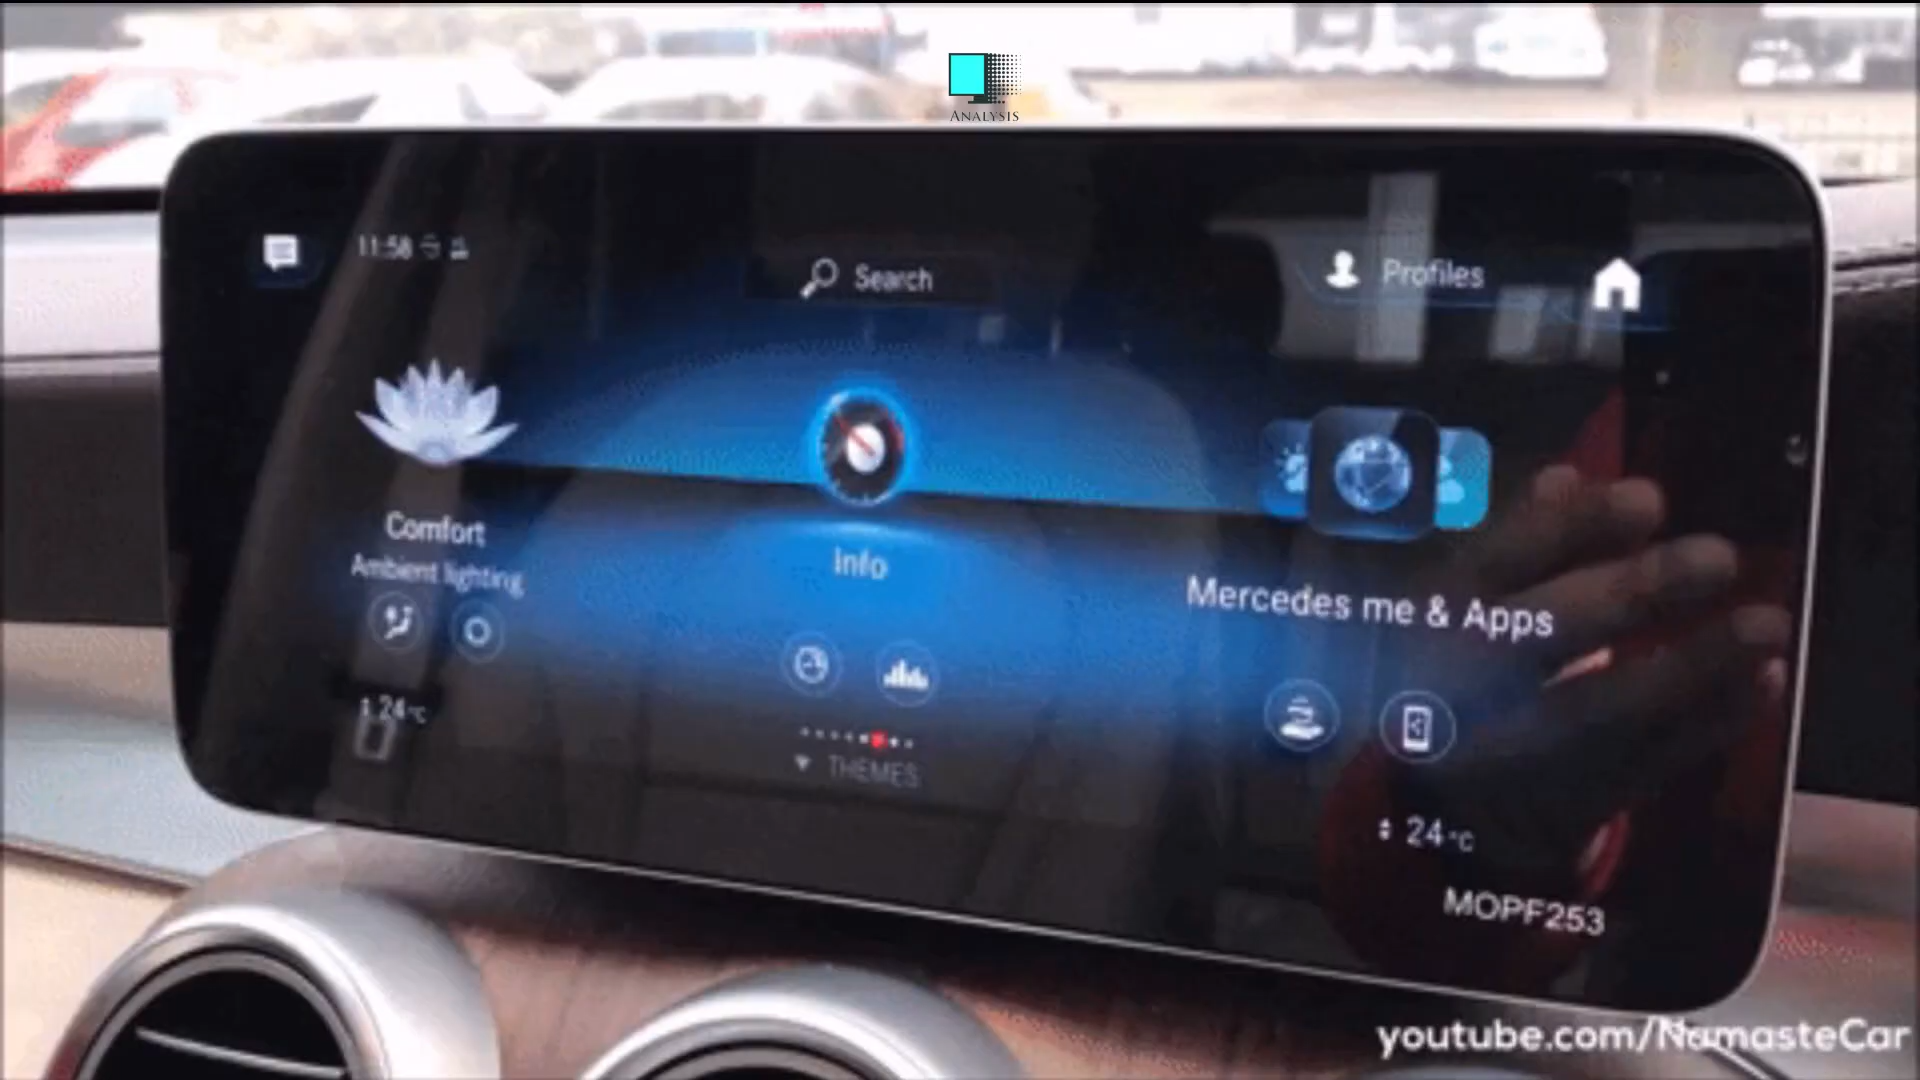 ANALYSIS
11:58
Search
Profiles
Comfort
Ambient lighting
Info
Mercedes me & Apps
24°C
THEMES
24°C
MOPF253
youtube.com/NamasteCar